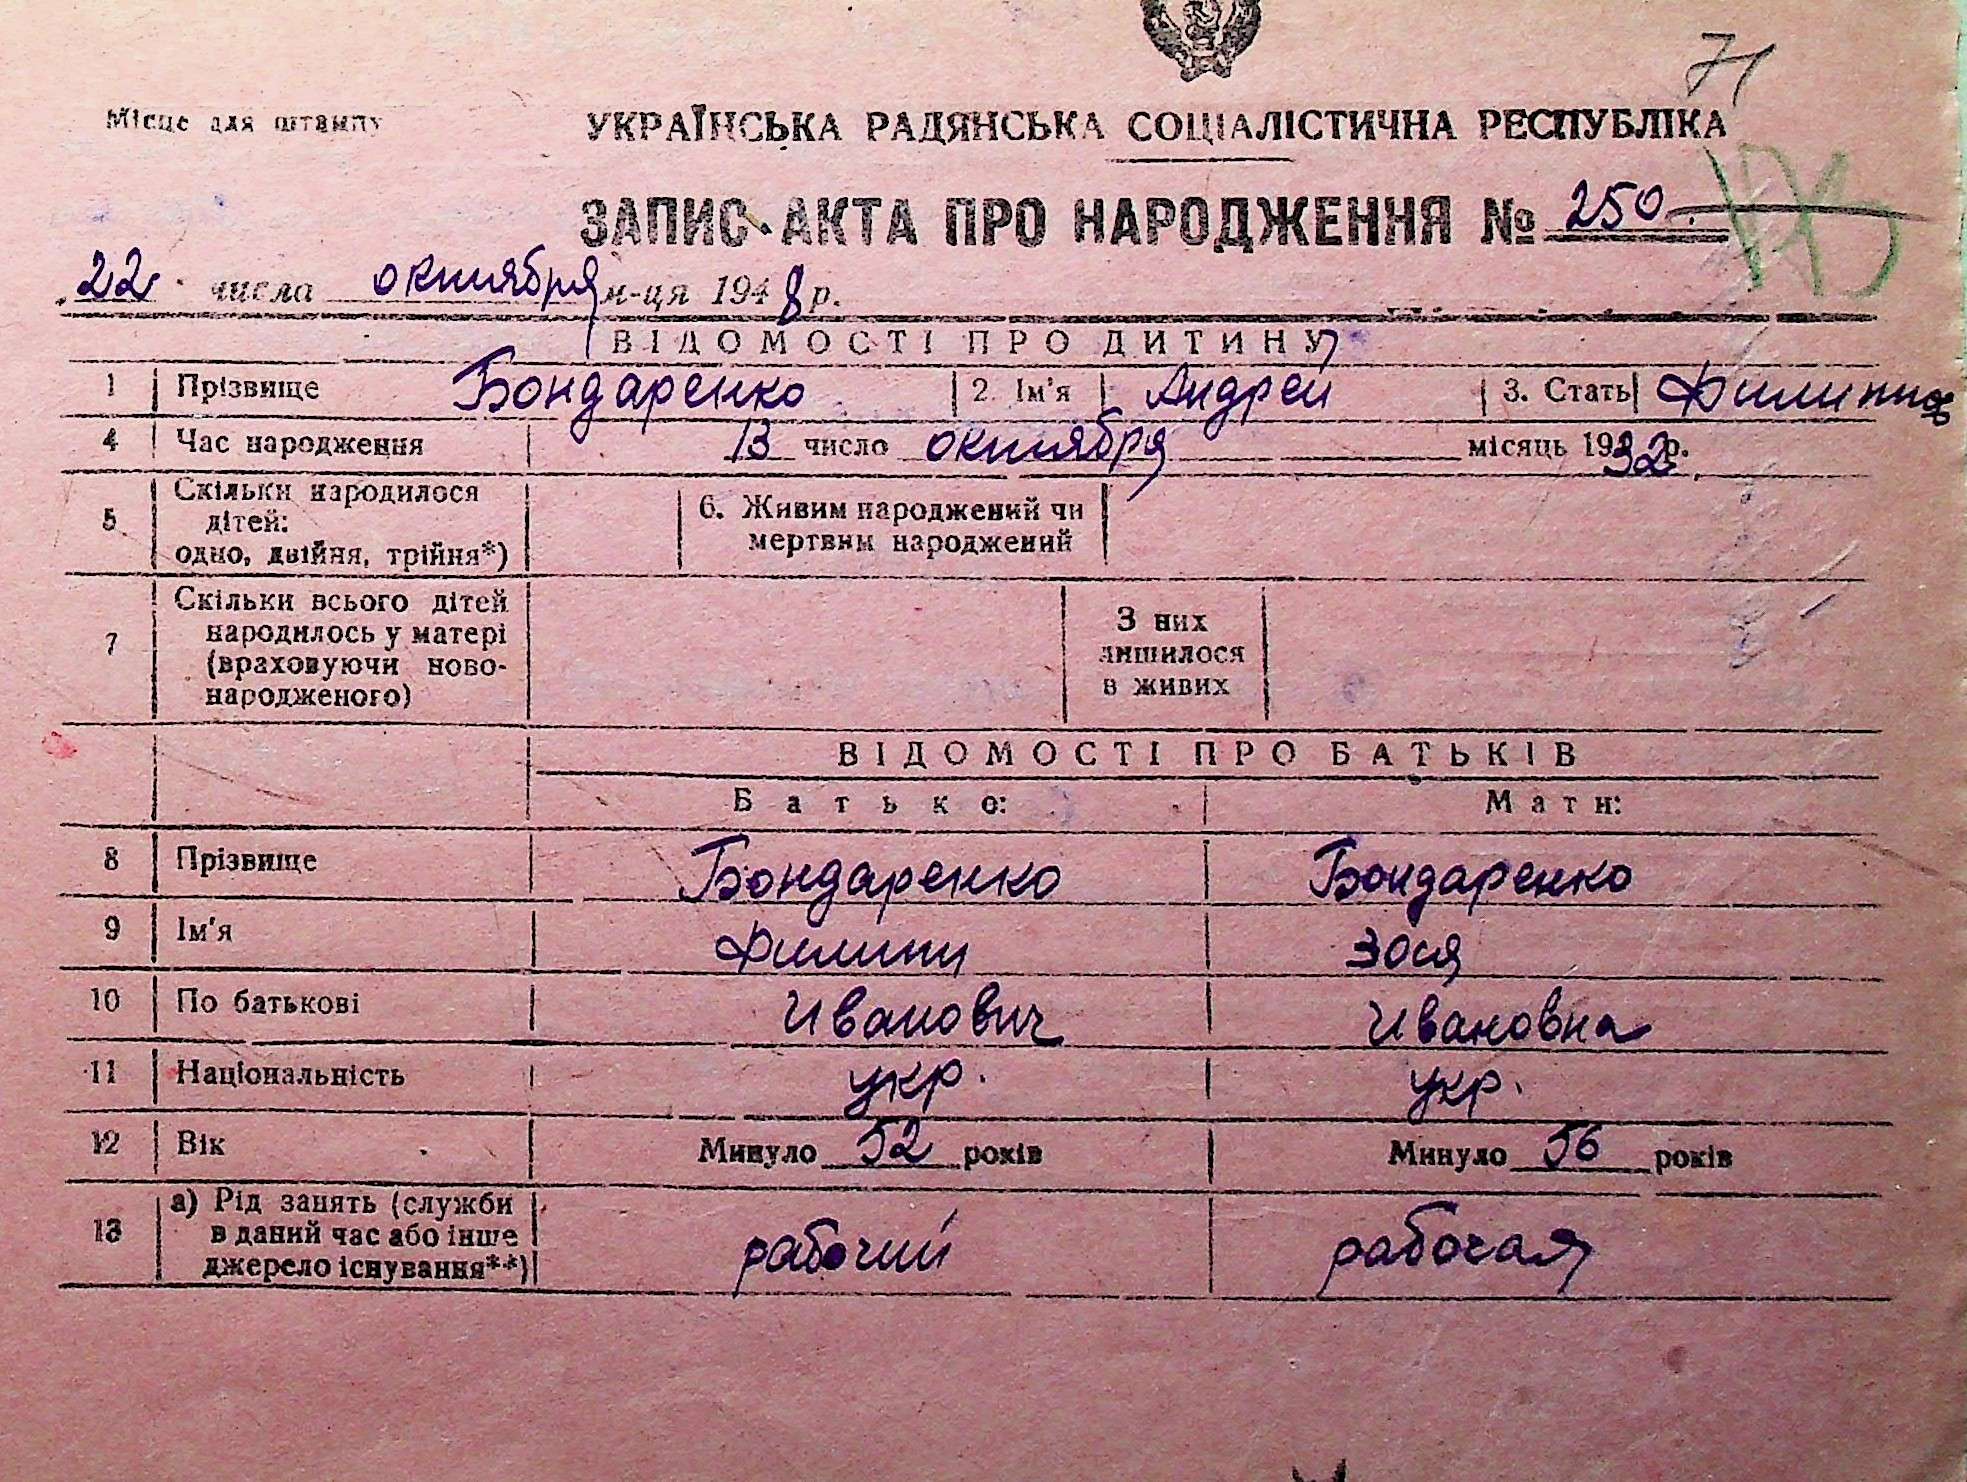 71
Місце для штампу
УКРАЇНСЬКА РАДЯНСЬКА СОЦІАЛІСТИЧНА РЕСПУБЛІКА
ЗАПИС АКТА ПРО НАРОДЖЕННЯ № 250
22 числа октября м-ця 1948 р.
ВІДОМОСТІ ПРО ДИТИНУ
1 Прізвище Бондаренко 2. Ім'я Андрей 3. Стать Филиппов
4 Час народження 13 число октября місяць 1932 р.
5 Скільки народилося дітей: одно, двійня, трійня*) 6. Живим народжений чи мертвим народжений
7 Скільки всього дітей народилось у матері (враховуючи новонародженого) З них лишилося в живих
ВІДОМОСТІ ПРО БАТЬКІВ
Батько: Мати:
8 Прізвище Бондаренко Бондаренко
9 Ім'я Филипп Зося
10 По батькові Иванович Ивановна
11 Національність укр. укр.
12 Вік Минуло 52 років Минуло 56 років
13 а) Рід занять (служби в даний час або інше джерело існування**) рабочий рабочая